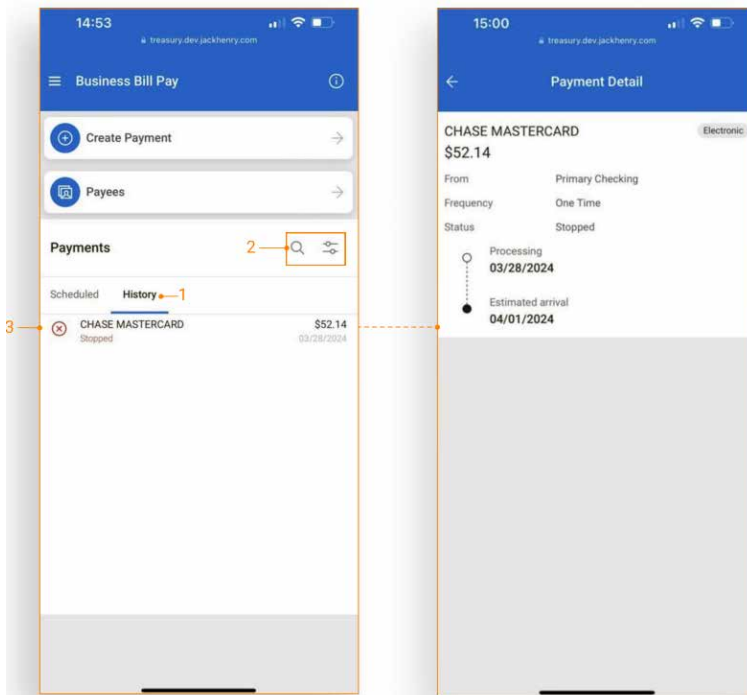 14:53
treasury.dev.jackhenry.com
Business Bill Pay
Create Payment
Payees
Payments
2
Scheduled
History
1
3
CHASE MASTERCARD
$52.14
Stopped
03/28/2024
15:00
treasury.dev.jackhenry.com
Payment Detail
CHASE MASTERCARD
Electronic
$52.14
From
Primary Checking
Frequency
One Time
Status
Stopped
Processing
03/28/2024
Estimated arrival
04/01/2024